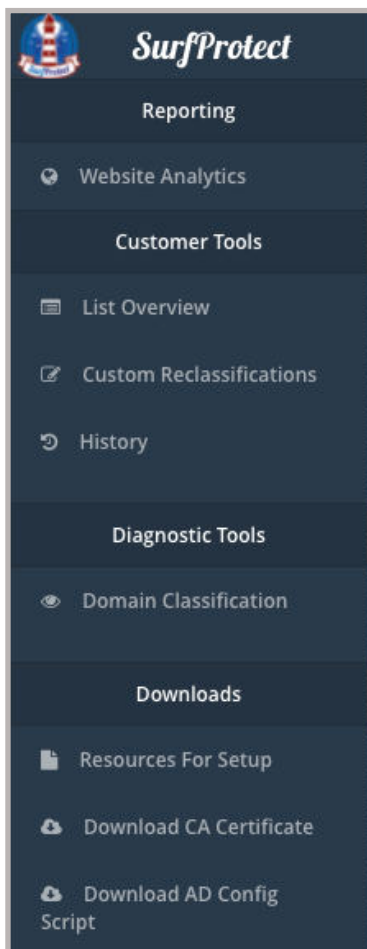 SurfProtect
SurfProtect
Reporting
Website Analytics
Customer Tools
List Overview
Custom Reclassifications
History
Diagnostic Tools
Domain Classification
Downloads
Resources For Setup
Download CA Certificate
Download AD Config
Script